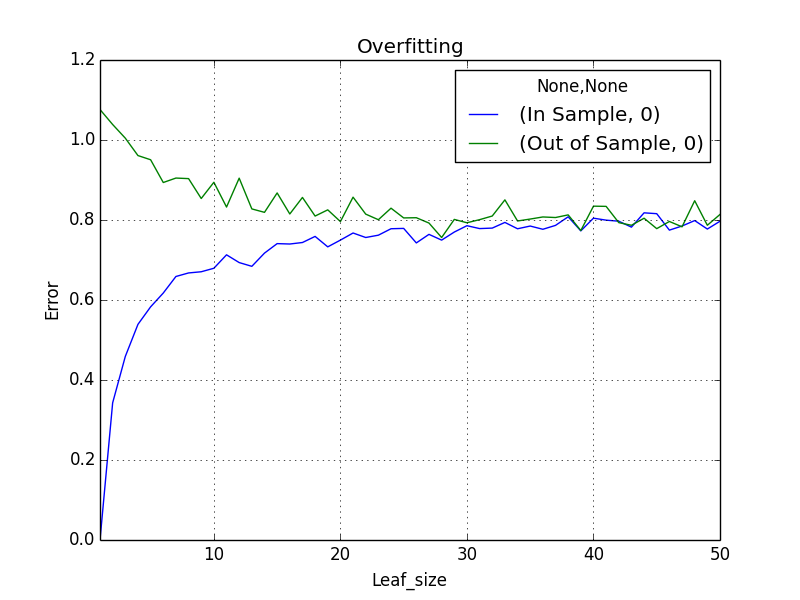 Overfitting
None,None
(In Sample, 0)
(Out of Sample, 0)
1.2
1.0
0.8
0.6
0.4
0.2
0.0
Error
10 20 30 40 50
Leaf_size